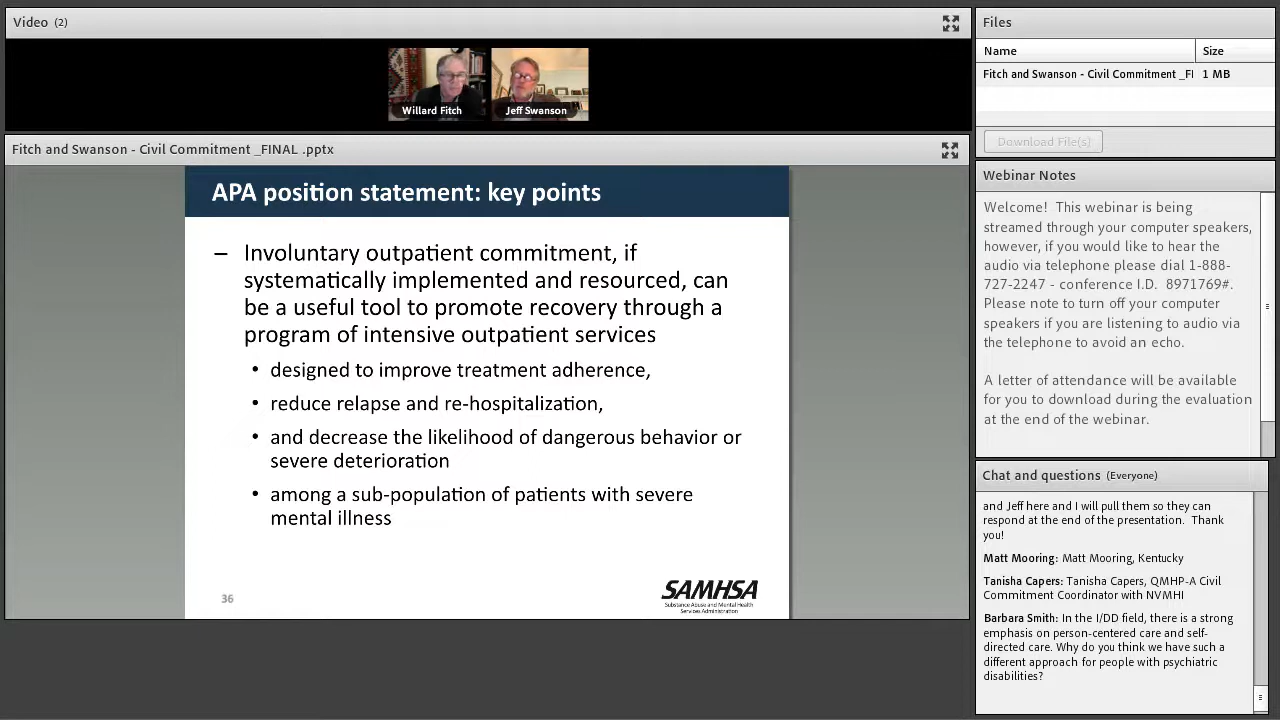 Video (2)
Willard Fitch
Jeff Swanson
Fitch and Swanson - Civil Commitment _FINAL .pptx
APA position statement: key points
– Involuntary outpatient commitment, if
systematically implemented and resourced, can
be a useful tool to promote recovery through a
program of intensive outpatient services
• designed to improve treatment adherence,
• reduce relapse and re-hospitalization,
• and decrease the likelihood of dangerous behavior or
severe deterioration
• among a sub-population of patients with severe
mental illness
36
SAMHSA
Substance Abuse and Mental Health
Services Administration
Files
Name Size
Fitch and Swanson - Civil Commitment _FI 1 MB
Download File(s)
Webinar Notes
Welcome! This webinar is being
streamed through your computer speakers,
however, if you would like to hear the
audio via telephone please dial 1-888-
727-2247 - conference I.D. 8971769#.
Please note to turn off your computer
speakers if you are listening to audio via
the telephone to avoid an echo.
A letter of attendance will be available
for you to download during the evaluation
at the end of the webinar.
Chat and questions (Everyone)
and Jeff here and I will pull them so they can
respond at the end of the presentation. Thank
you!
Matt Mooring: Matt Mooring, Kentucky
Tanisha Capers: Tanisha Capers, QMHP-A Civil
Commitment Coordinator with NVMHI
Barbara Smith: In the I/DD field, there is a strong
emphasis on person-centered care and self-
directed care. Why do you think we have such a
different approach for people with psychiatric
disabilities?